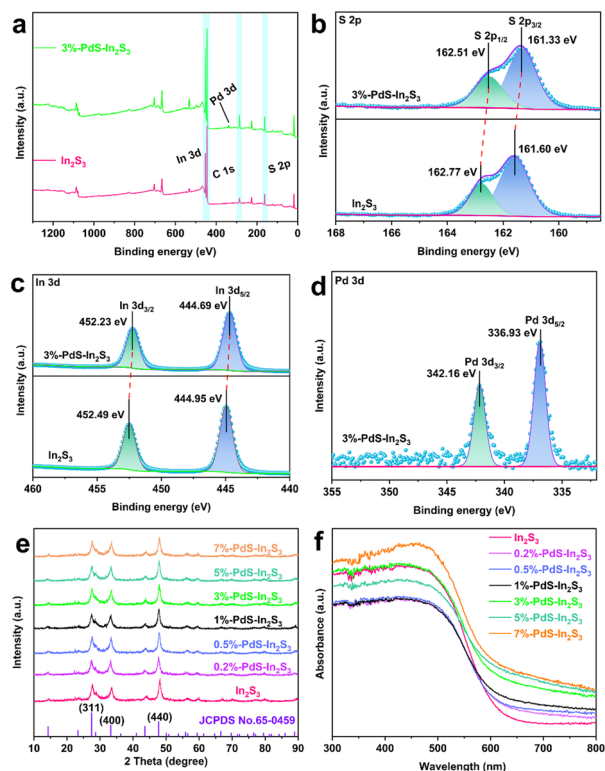 a
3%-PdS-In₂S₃
Pd 3d
In₂S₃
In 3d
C 1s
S 2p
Intensity (a.u.)
1200 1000 800 600 400 200 0
Binding energy (eV)
b
S 2p
S 2p₁/₂
S 2p₃/₂
162.51 eV
161.33 eV
3%-PdS-In₂S₃
162.77 eV
161.60 eV
In₂S₃
Intensity (a.u.)
168 166 164 162 160
Binding energy (eV)
c
In 3d
In 3d₃/₂
In 3d₅/₂
452.23 eV
444.69 eV
3%-PdS-In₂S₃
452.49 eV
444.95 eV
In₂S₃
Intensity (a.u.)
460 455 450 445 440
Binding energy (eV)
d
Pd 3d
Pd 3d₅/₂
336.93 eV
Pd 3d₃/₂
342.16 eV
3%-PdS-In₂S₃
Intensity (a.u.)
355 350 345 340 335
Binding energy (eV)
e
7%-PdS-In₂S₃
5%-PdS-In₂S₃
3%-PdS-In₂S₃
1%-PdS-In₂S₃
0.5%-PdS-In₂S₃
0.2%-PdS-In₂S₃
In₂S₃
(311)
(400)
(440)
JCPDS No.65-0459
Intensity (a.u.)
10 20 30 40 50 60 70 80 90
2 Theta (degree)
f
In₂S₃
0.2%-PdS-In₂S₃
0.5%-PdS-In₂S₃
1%-PdS-In₂S₃
3%-PdS-In₂S₃
5%-PdS-In₂S₃
7%-PdS-In₂S₃
Absorbance (a.u)
300 400 500 600 700 800
Wavelength (nm)